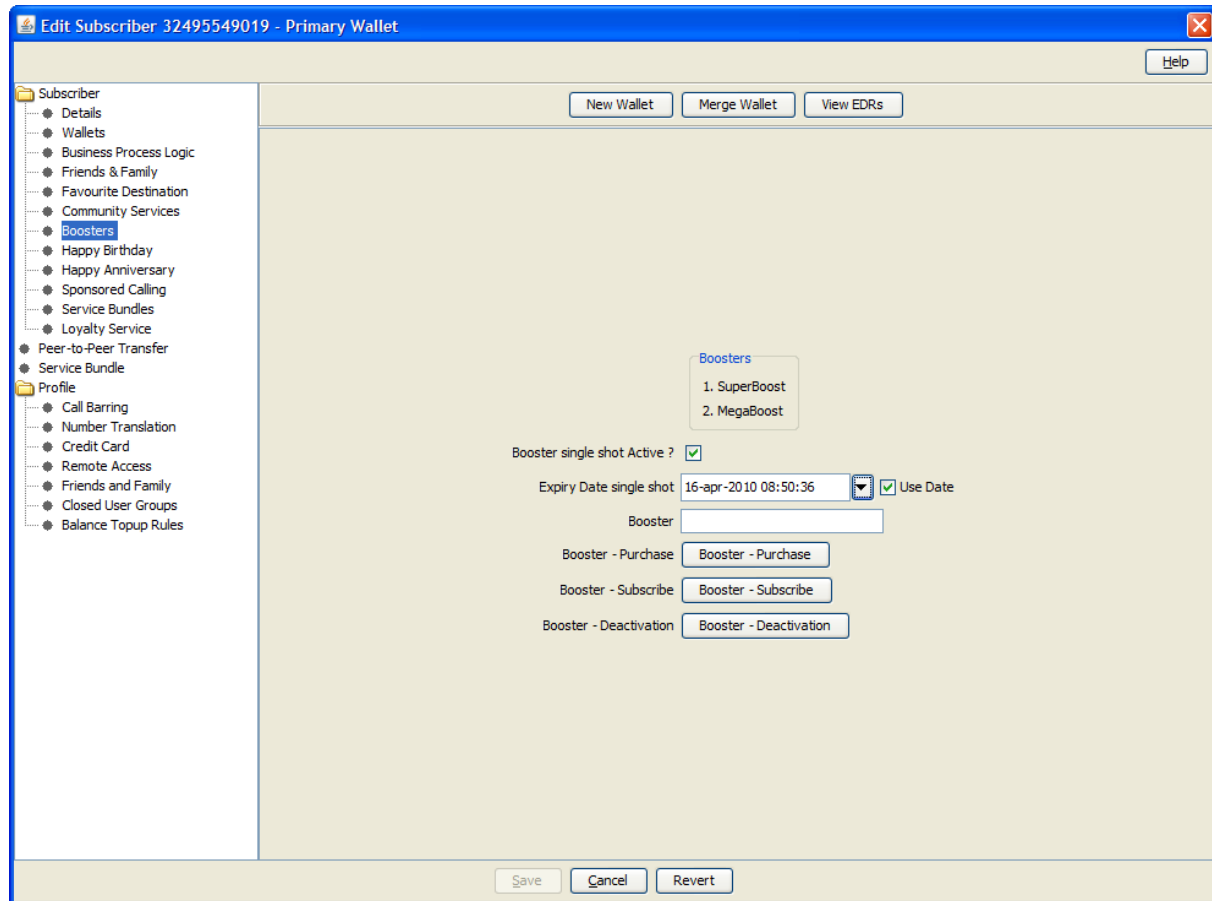 Edit Subscriber 32495549019 - Primary Wallet
Help
Subscriber
Details
Wallets
Business Process Logic
Friends & Family
Favourite Destination
Community Services
Boosters
Happy Birthday
Happy Anniversary
Sponsored Calling
Service Bundles
Loyalty Service
Peer-to-Peer Transfer
Service Bundle
Profile
Call Barring
Number Translation
Credit Card
Remote Access
Friends and Family
Closed User Groups
Balance Topup Rules
New Wallet Merge Wallet View EDRs
Boosters
1. SuperBoost
2. MegaBoost
Booster single shot Active ?
Expiry Date single shot 16-apr-2010 08:50:36 Use Date
Booster
Booster - Purchase Booster - Purchase
Booster - Subscribe Booster - Subscribe
Booster - Deactivation Booster - Deactivation
Save Cancel Revert